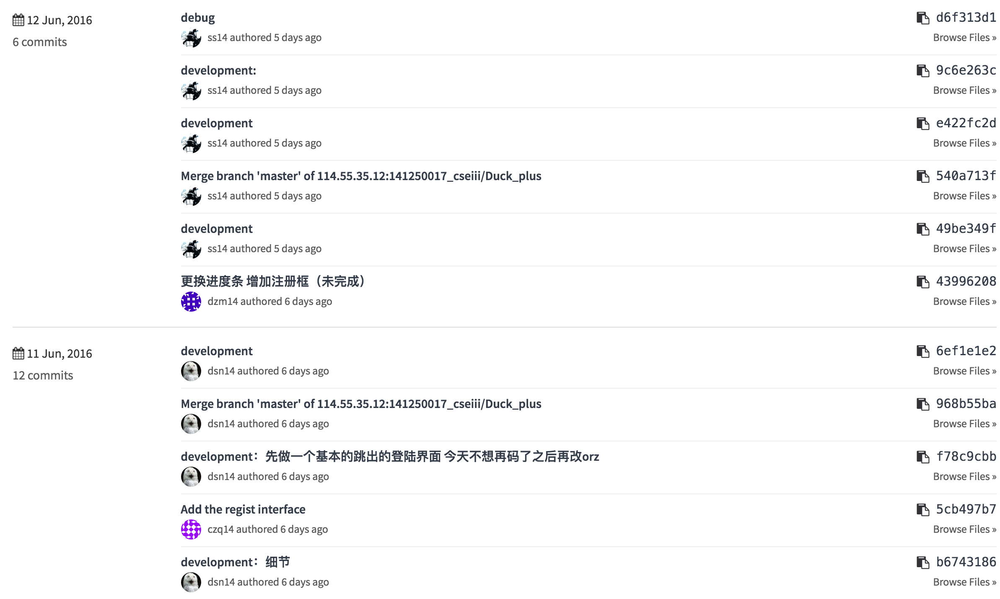 12 Jun, 2016
6 commits
debug
d6f313d1
ss14 authored 5 days ago
Browse Files »
development:
9c6e263c
ss14 authored 5 days ago
Browse Files »
development
e422fc2d
ss14 authored 5 days ago
Browse Files »
Merge branch 'master' of 114.55.35.12:141250017_cseiii/Duck_plus
540a713f
ss14 authored 5 days ago
Browse Files »
development
49be349f
ss14 authored 5 days ago
Browse Files »
更换进度条 增加注册框（未完成）
43996208
dzm14 authored 6 days ago
Browse Files »
11 Jun, 2016
12 commits
development
6ef1e1e2
dsn14 authored 6 days ago
Browse Files »
Merge branch 'master' of 114.55.35.12:141250017_cseiii/Duck_plus
968b55ba
dsn14 authored 6 days ago
Browse Files »
development：先做一个基本的跳出的登陆界面 今天不想再码了之后再改orz
f78c9cbb
dsn14 authored 6 days ago
Browse Files »
Add the regist interface
5cb497b7
czq14 authored 6 days ago
Browse Files »
development：细节
b6743186
dsn14 authored 6 days ago
Browse Files »